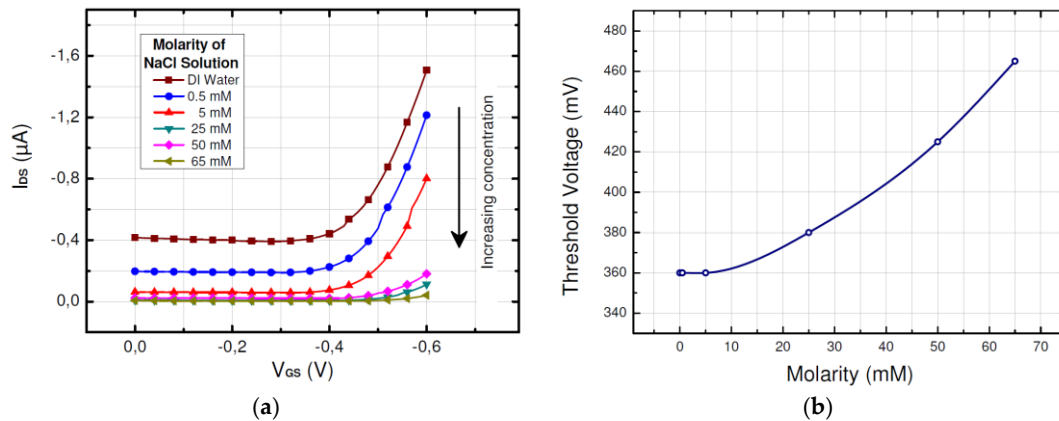 Molarity of
NaCl Solution
DI Water
0.5 mM
5 mM
25 mM
50 mM
65 mM
-1,6
-1,2
-0,8
-0,4
0,0
I_DS (µA)
Increasing concentration
0,0
-0,2
-0,4
-0,6
V_GS (V)
(a)
480
460
440
420
400
380
360
340
Threshold Voltage (mV)
0
10
20
30
40
50
60
70
Molarity (mM)
(b)